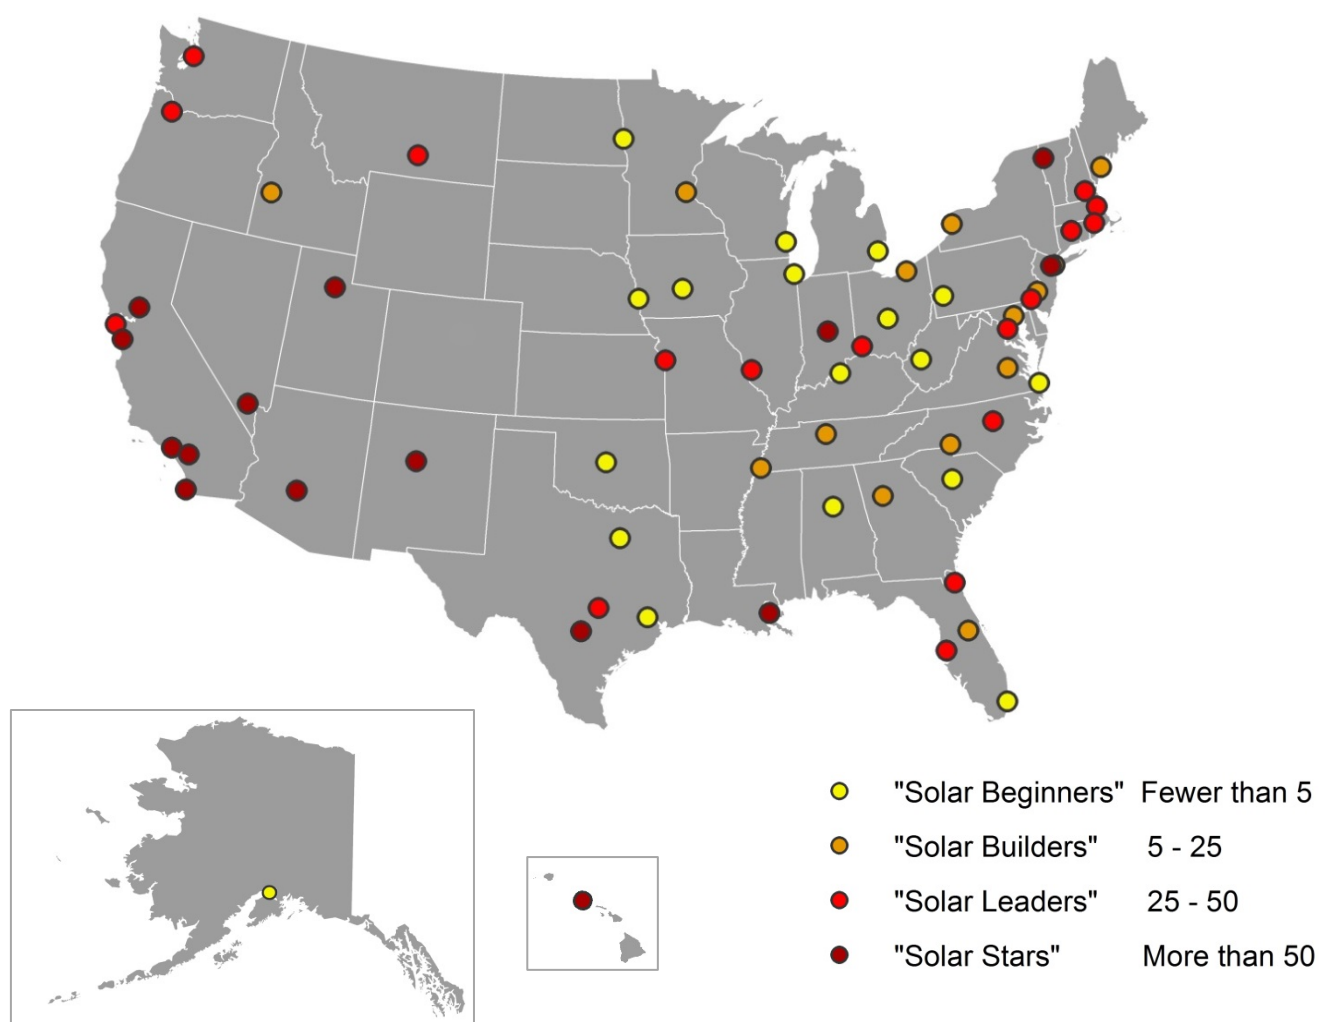 "Solar Beginners" Fewer than 5
"Solar Builders" 5 - 25
"Solar Leaders" 25 - 50
"Solar Stars" More than 50